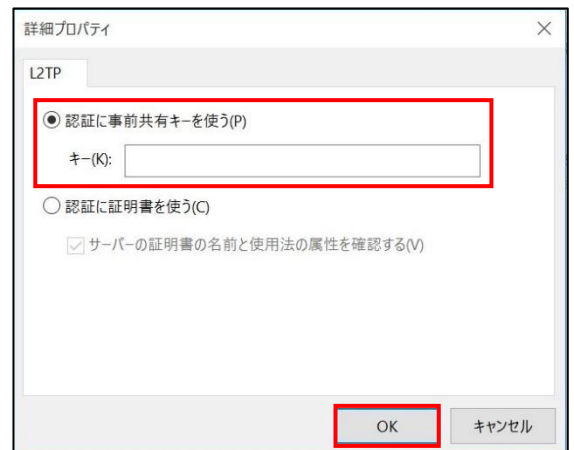 詳細プロパティ
L2TP
認証に事前共有キーを使う(P)
キー(K):
認証に証明書を使う(C)
サーバーの証明書の名前と使用法の属性を確認する(V)
OK キャンセル